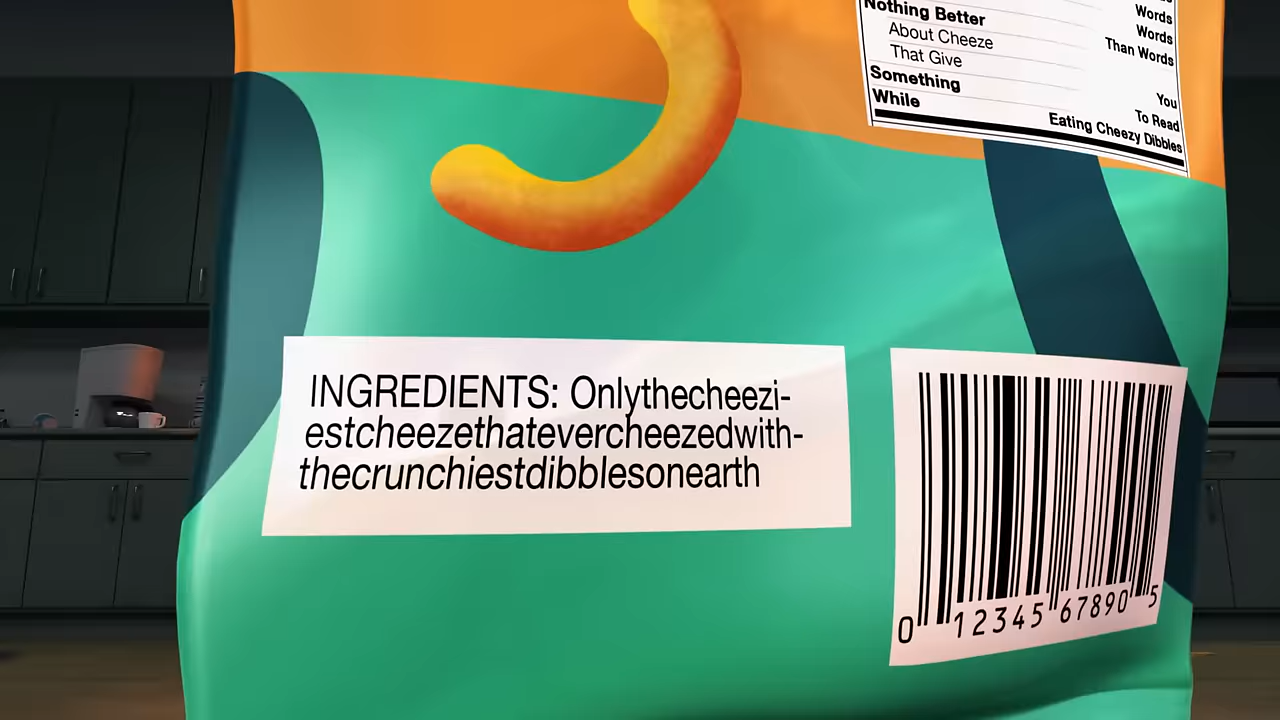 Words
Nothing Better
Words
About Cheeze
Than Words
That Give
Something
You
While
To Read
Eating Cheezy Dibbles
INGREDIENTS: Onlythecheezi-
estcheezethatevercheezedwith-
thecrunchiestdibblesonearth
0 12345 67890 5